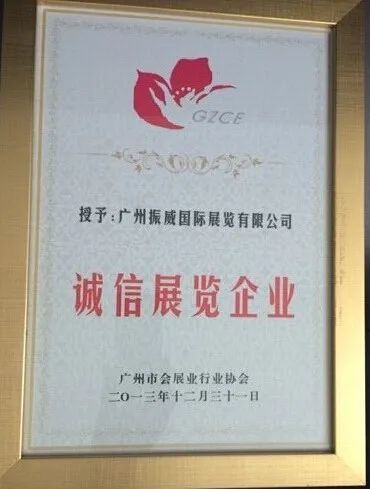 GZCE
授予：广州振威国际展览有限公司
诚信展览企业
广州市会展业行业协会
二〇一三年十二月三十一日